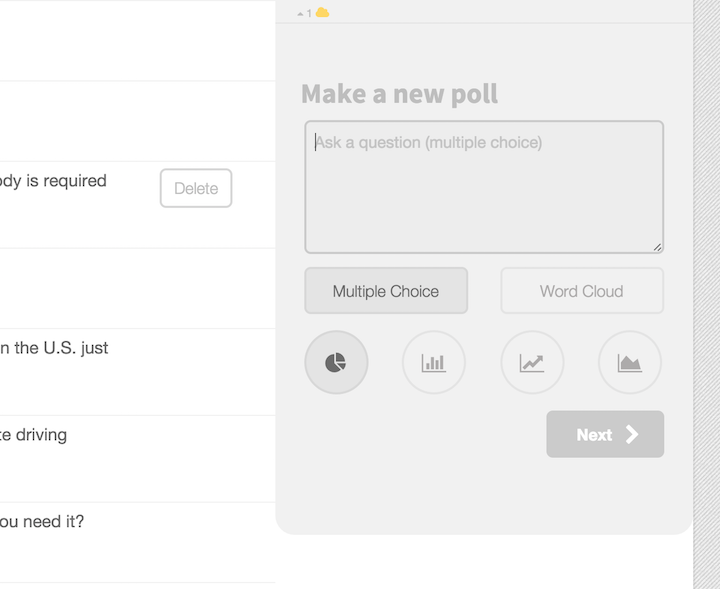 1
Make a new poll
Ask a question (multiple choice)
dy is required
Delete
Multiple Choice
Word Cloud
n the U.S. just
e driving
Next
ou need it?